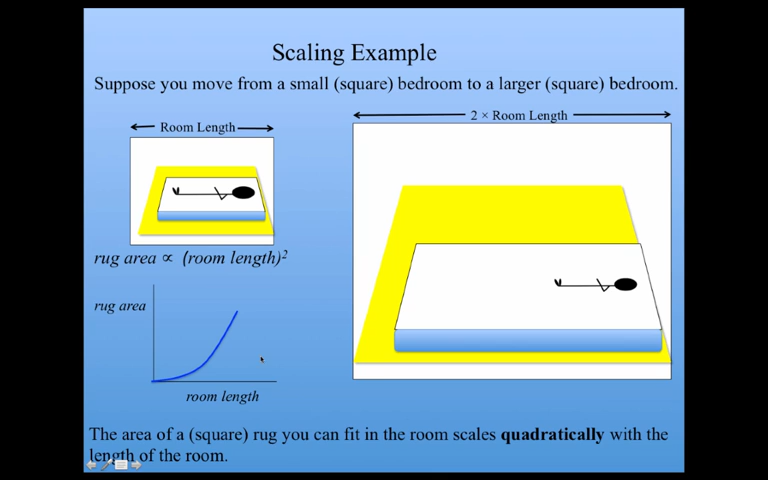 Scaling Example
Suppose you move from a small (square) bedroom to a larger (square) bedroom.
Room Length
2 × Room Length
rug area ∝ (room length)²
rug area
room length
The area of a (square) rug you can fit in the room scales quadratically with the
length of the room.